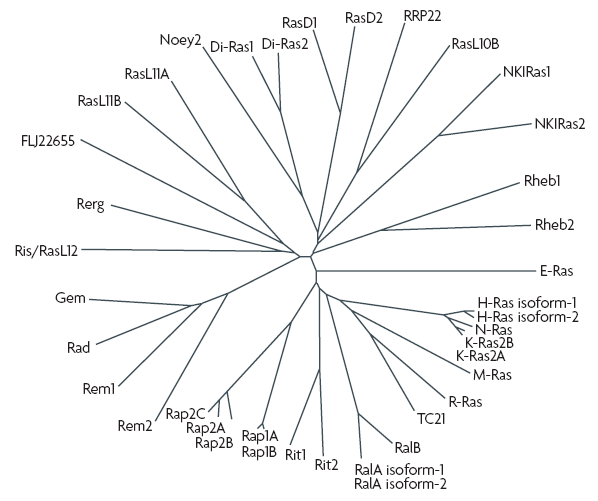 RasD1
RasD2
RRP22
Noey2
Di-Ras1
Di-Ras2
RasL10B
RasL11A
NKIRas1
RasL11B
NKIRas2
FLJ22655
Rheb1
Rerg
Rheb2
Ris/RasL12
E-Ras
Gem
H-Ras isoform-1
H-Ras isoform-2
N-Ras
K-Ras2B
K-Ras2A
Rad
M-Ras
Rem1
R-Ras
Rem2
Rap2C
Rap2A
Rap2B
TC21
Rap1A
Rap1B
Rit1
Rit2
RalB
RalA isoform-1
RalA isoform-2